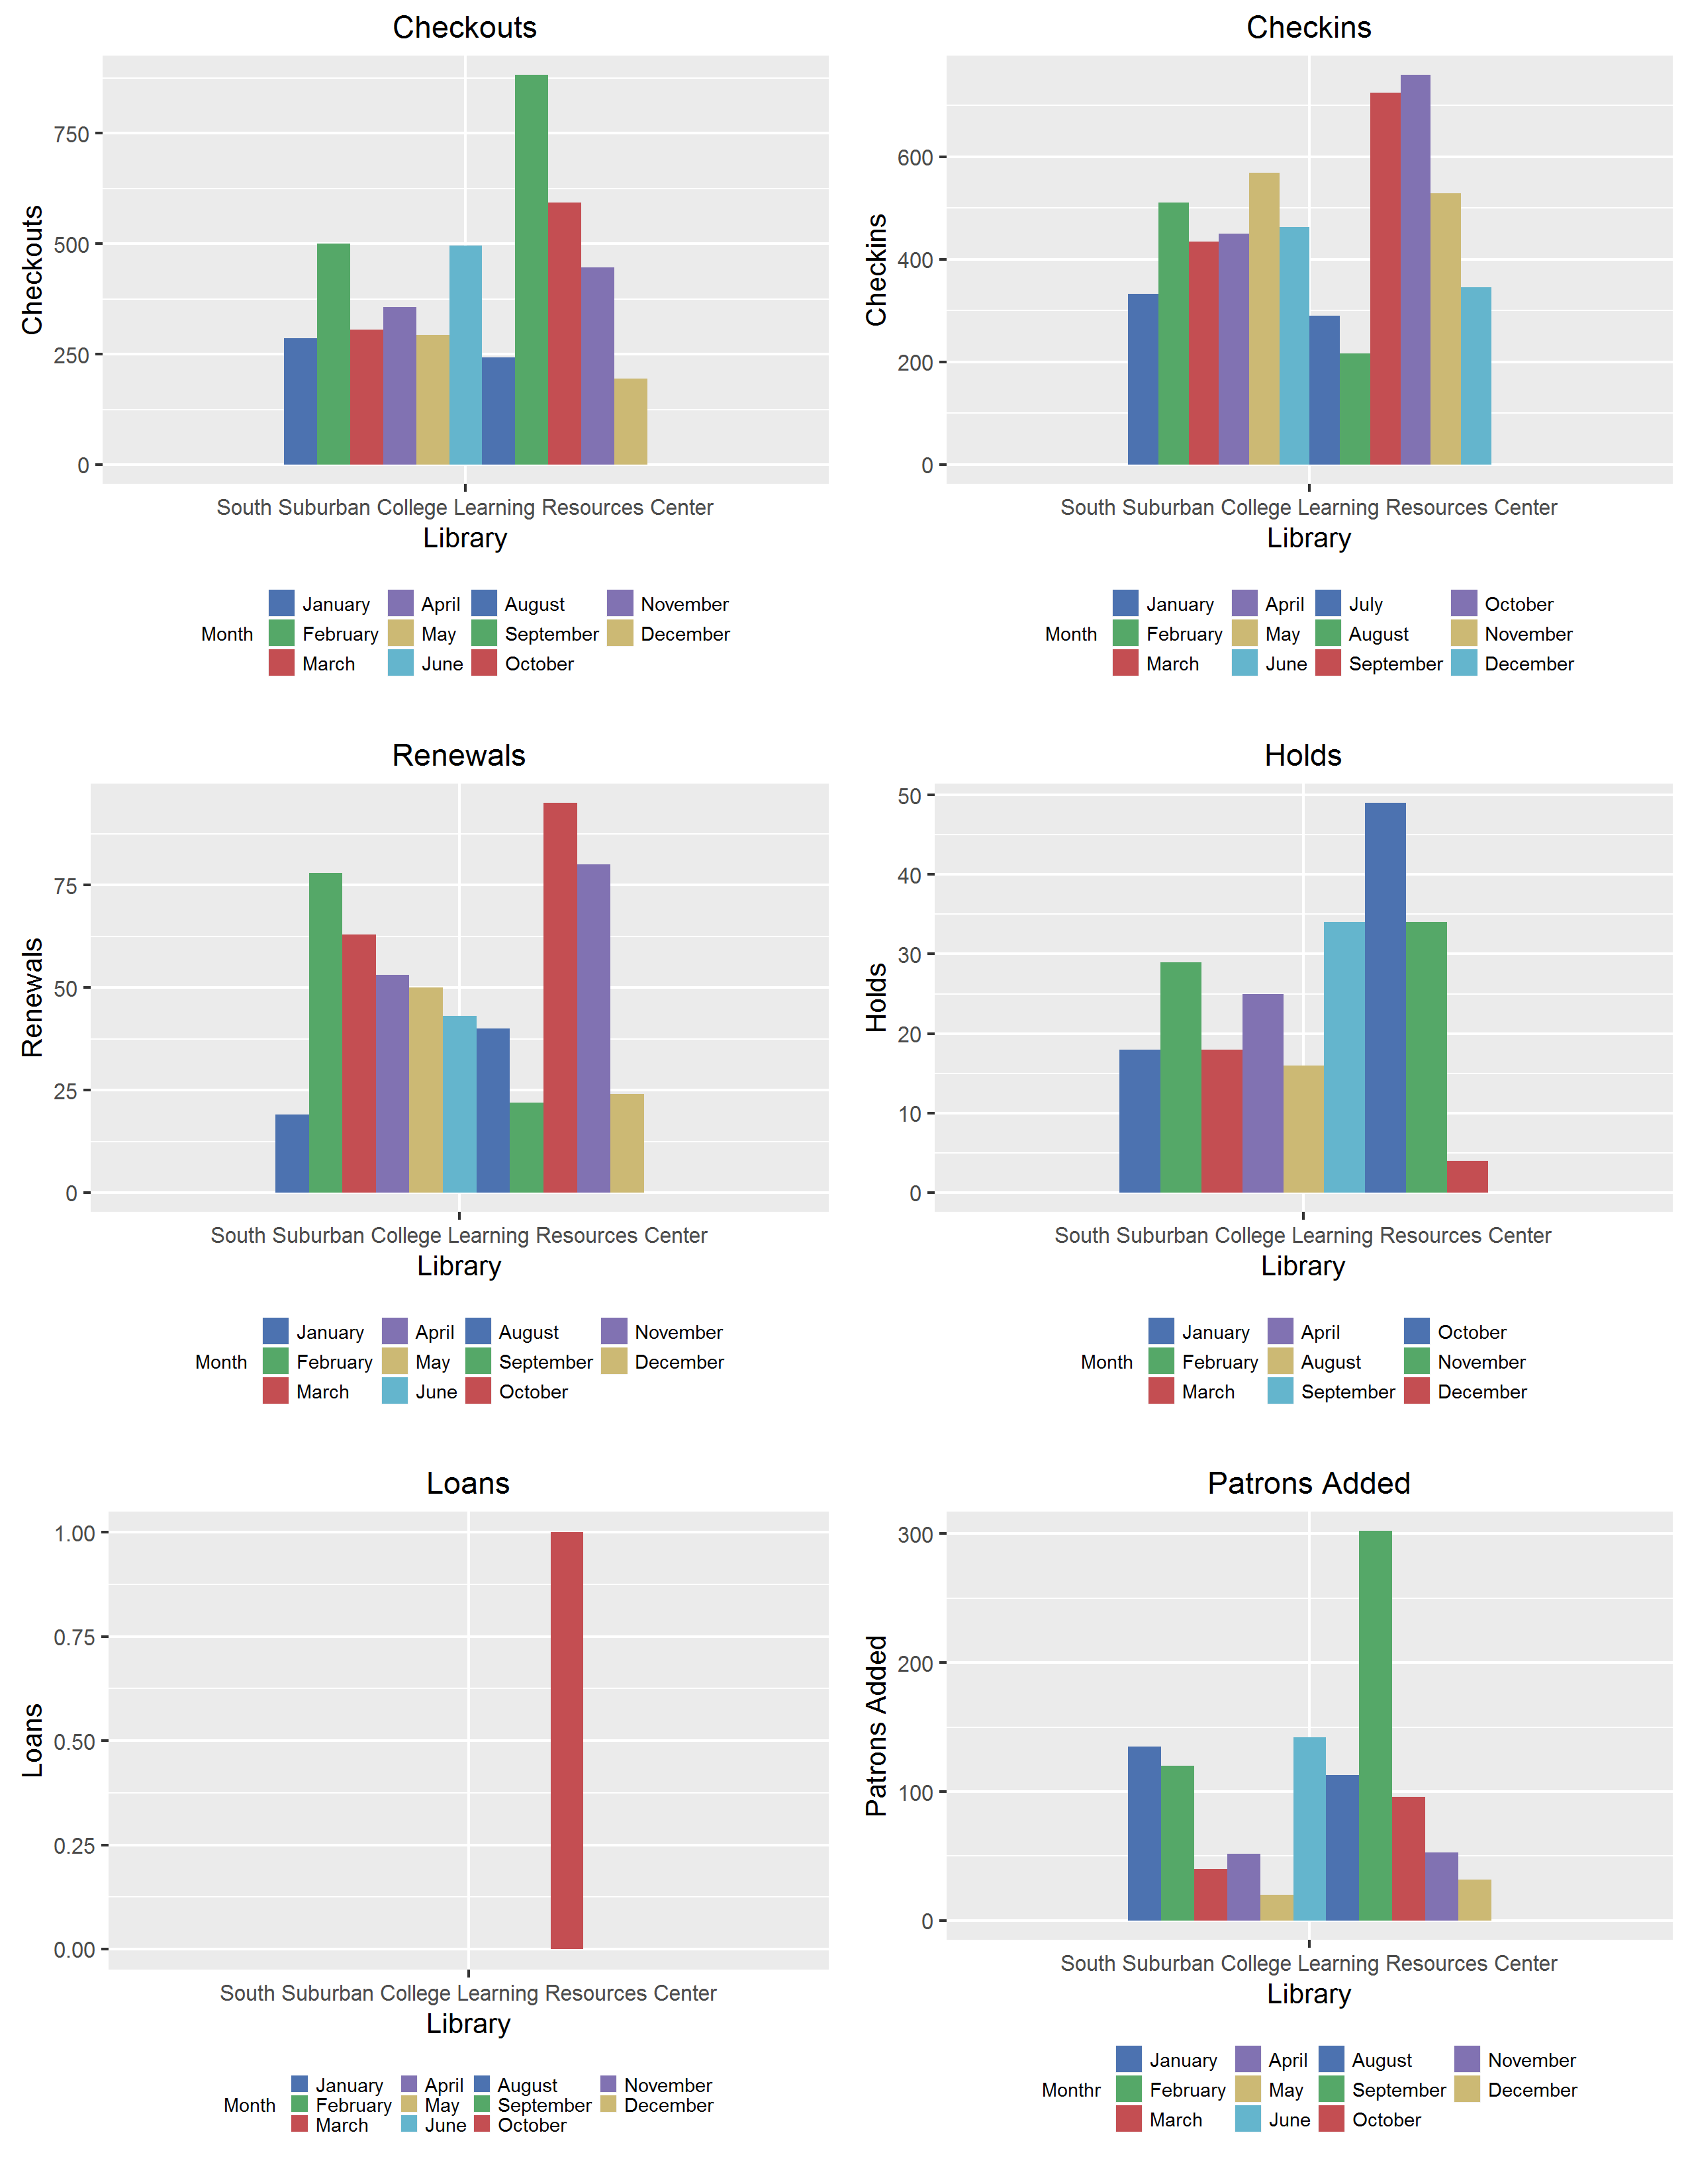 Checkouts
Checkouts
750
500
250
0
South Suburban College Learning Resources Center
Library
Month
January April August November
February May September December
March June October
Checkins
Checkins
600
400
200
0
South Suburban College Learning Resources Center
Library
Month
January April July October
February May August November
March June September December
Renewals
Renewals
75
50
25
0
South Suburban College Learning Resources Center
Library
Month
January April August November
February May September December
March June October
Holds
Holds
50
40
30
20
10
0
South Suburban College Learning Resources Center
Library
Month
January April October
February August November
March September December
Loans
Loans
1.00
0.75
0.50
0.25
0.00
South Suburban College Learning Resources Center
Library
Month
January April August November
February May September December
March June October
Patrons Added
Patrons Added
300
200
100
0
South Suburban College Learning Resources Center
Library
Monthr
January April August November
February May September December
March June October